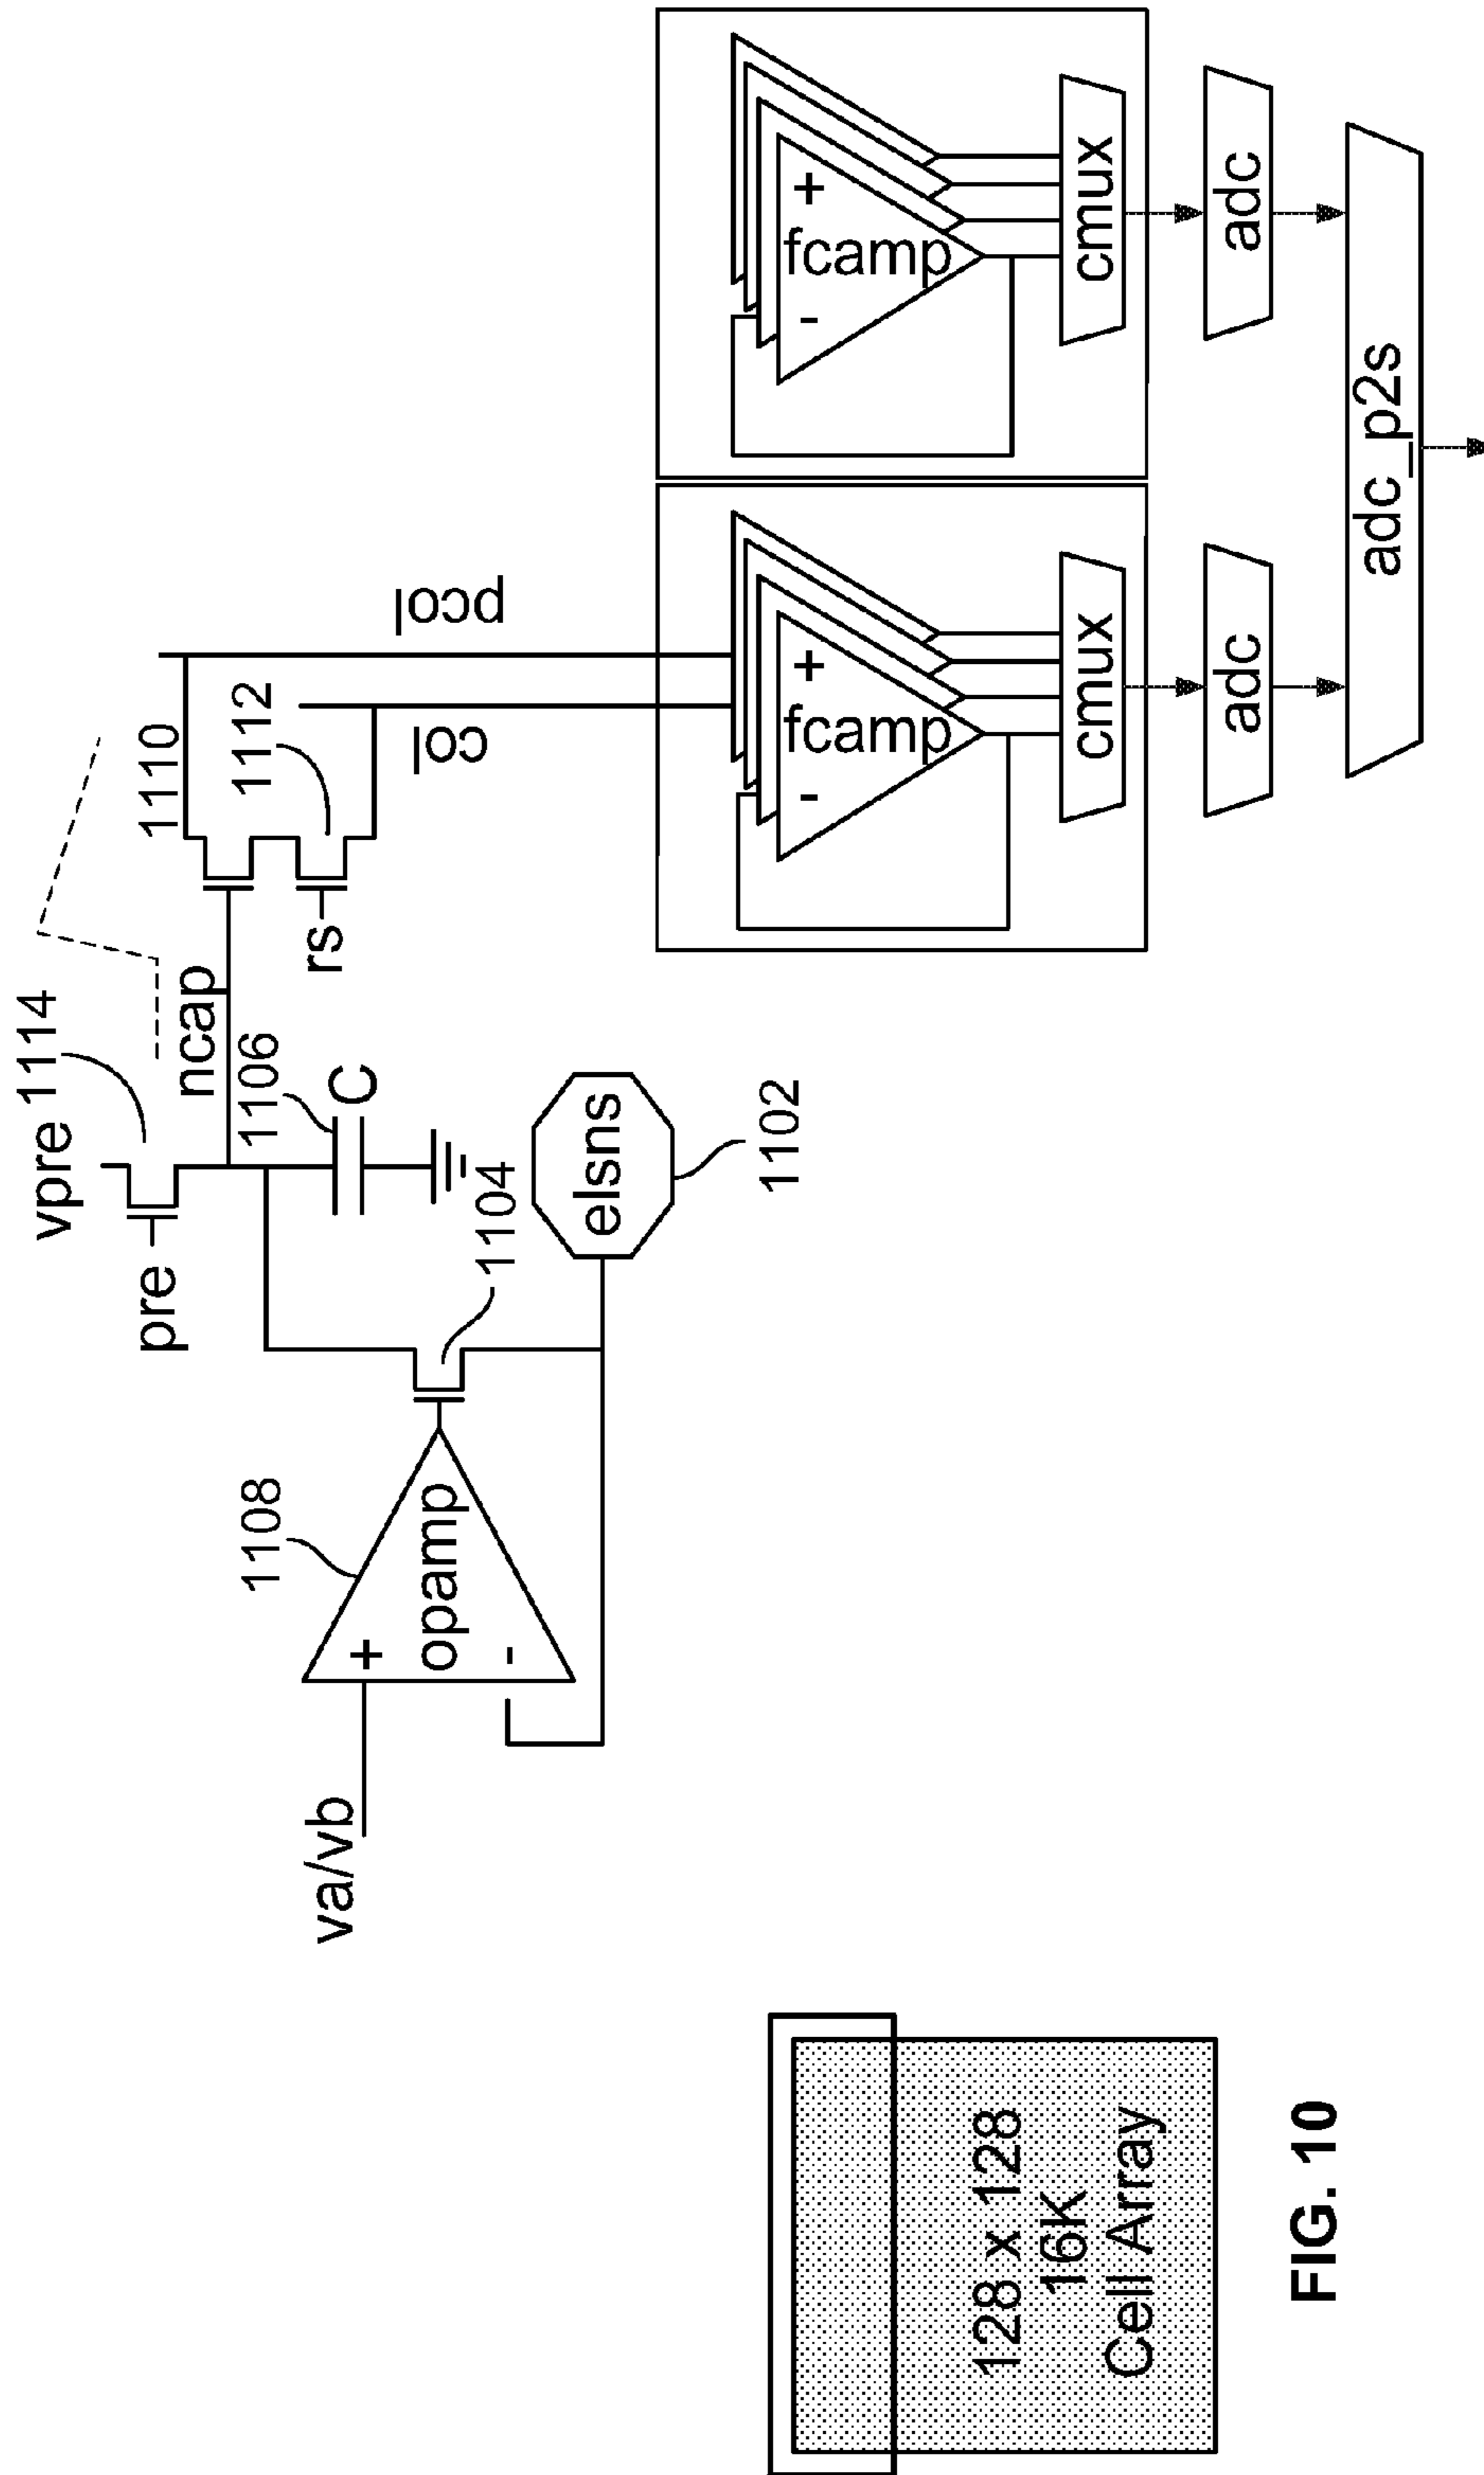 vpre
1114
pre
ncap
1106
C
1110
1112
rs
pcol
col
1108
+
opamp
-
va/vb
1104
elsns
1102
+
fcamp
-
cmux
adc
+
fcamp
-
cmux
adc
adc_p2s
128 x 128
16K
Cell Array
FIG. 10